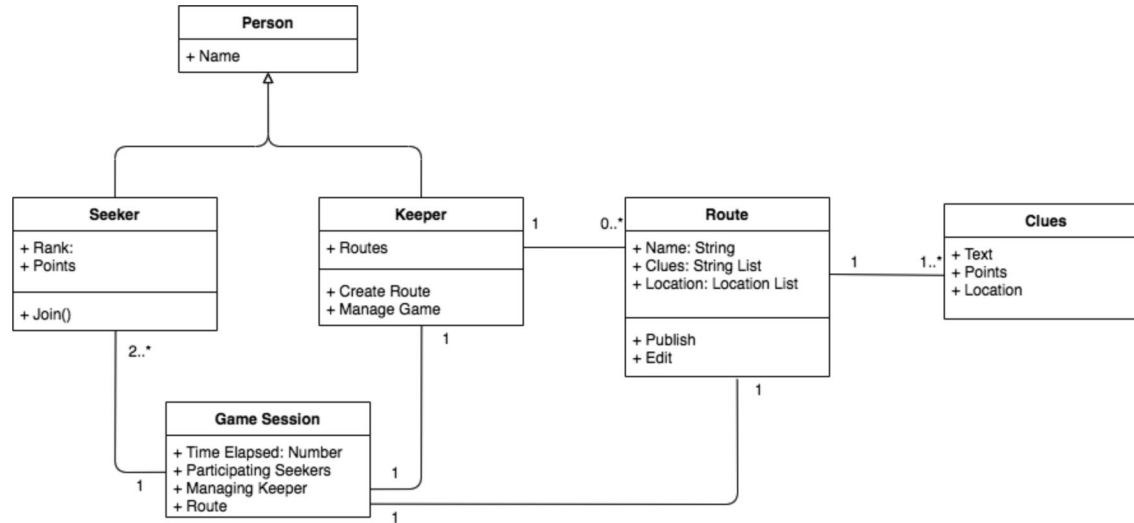 Person
+ Name
Seeker
+ Rank:
+ Points
+ Join()
2..*
Keeper
+ Routes
+ Create Route
+ Manage Game
1
1
0..*
Route
+ Name: String
+ Clues: String List
+ Location: Location List
+ Publish
+ Edit
1
1
1..*
Clues
+ Text
+ Points
+ Location
Game Session
+ Time Elapsed: Number
+ Participating Seekers
+ Managing Keeper
+ Route
1
1
1